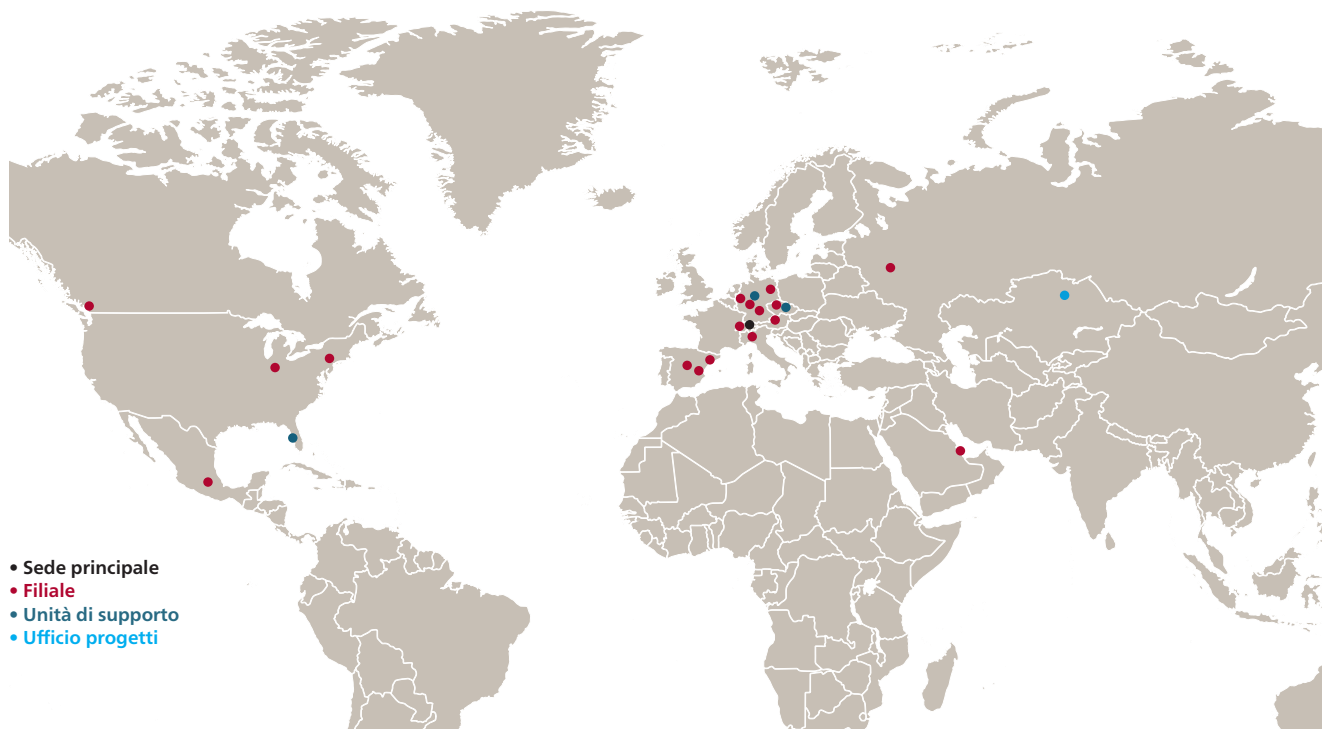 • Sede principale
• Filiale
• Unità di supporto
• Ufficio progetti